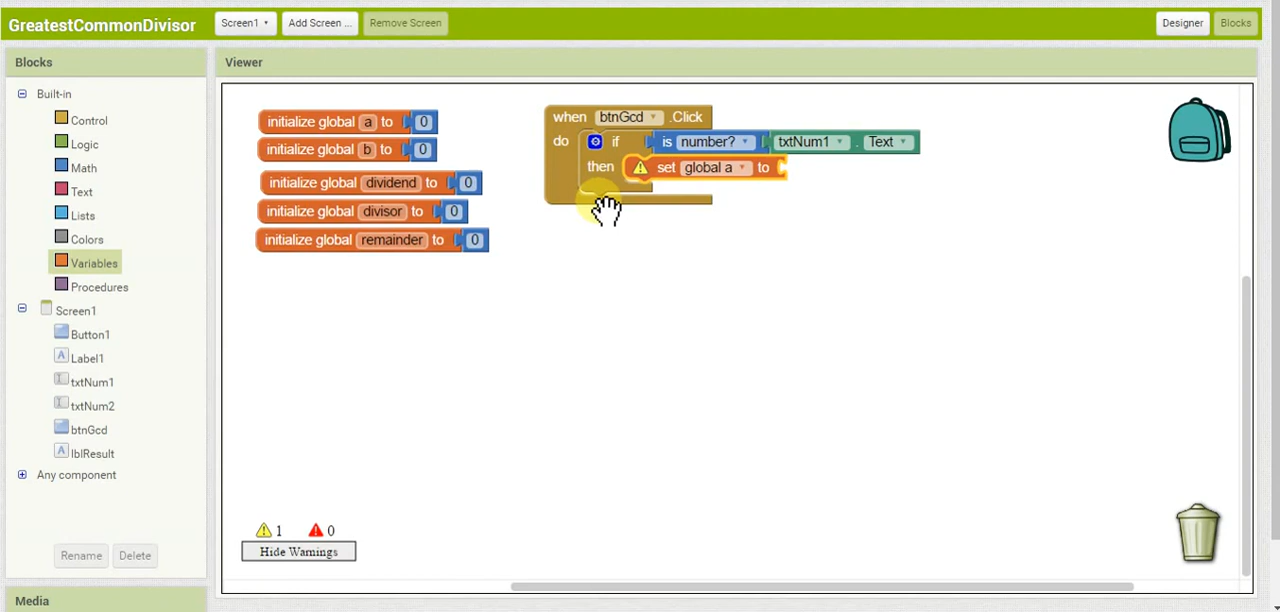 GreatestCommonDivisor
Screen1 ▾
Add Screen ...
Remove Screen
Designer
Blocks
Blocks
Viewer
Built-in
Control
Logic
Math
Text
Lists
Colors
Variables
Procedures
Screen1
Button1
Label1
txtNum1
txtNum2
btnGcd
lblResult
Any component
Rename
Delete
Media
initialize global a to 0
initialize global b to 0
initialize global dividend to 0
initialize global divisor to 0
initialize global remainder to 0
when btnGcd ▾ .Click
do if is number? ▾ txtNum1 ▾ . Text ▾
then set global a ▾ to
1 0
Hide Warnings